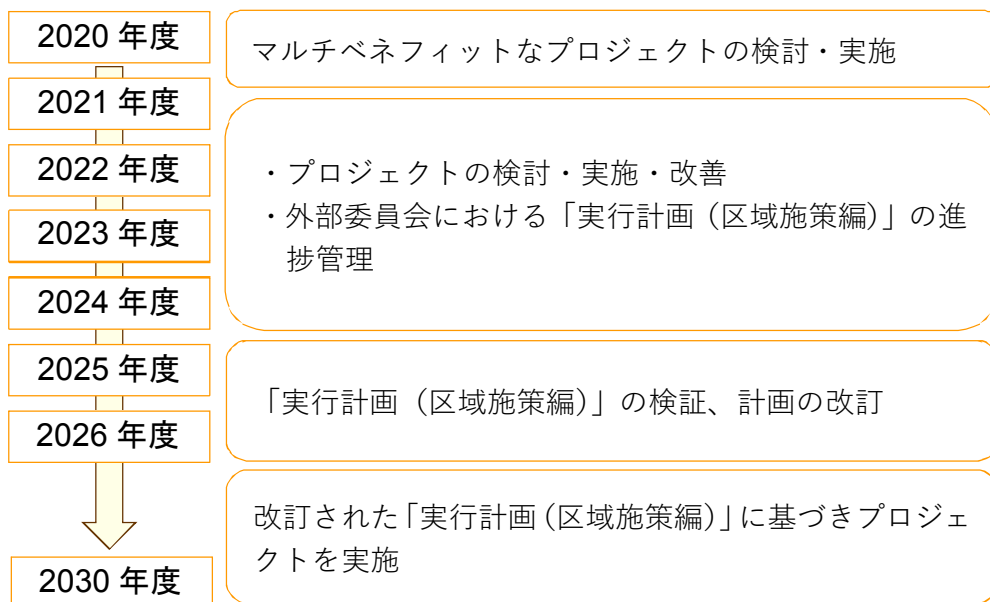 2020 年度
マルチベネフィットなプロジェクトの検討・実施
2021 年度
2022 年度
2023 年度
2024 年度
・プロジェクトの検討・実施・改善
・外部委員会における「実行計画（区域施策編）」の進
捗管理
2025 年度
2026 年度
「実行計画（区域施策編）」の検証、計画の改訂
改訂された「実行計画（区域施策編）」に基づきプロジェ
クトを実施
2030 年度